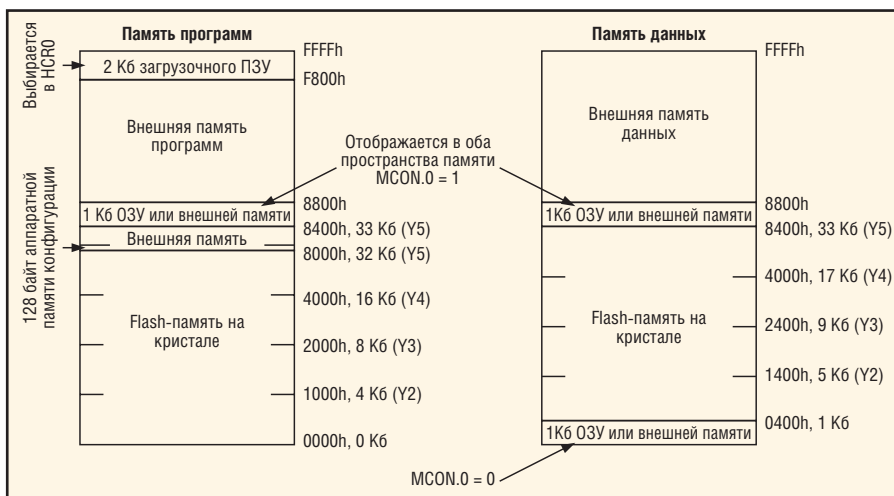 Память программ
Выбирается
в HCR0
2 Кб загрузочного ПЗУ
FFFFh
F800h
Внешняя память
программ
8800h
1 Кб ОЗУ или внешней памяти
8400h, 33 Кб (Y5)
Внешняя память
8000h, 32 Кб (Y5)
128 байт аппаратной
памяти конфигурации
4000h, 16 Кб (Y4)
Flash-память на
кристале
2000h, 8 Кб (Y3)
1000h, 4 Кб (Y2)
0000h, 0 Кб
Отображается в оба
пространства памяти
MCON.0 = 1
Память данных
FFFFh
Внешняя память
данных
8800h
1Кб ОЗУ или внешней памяти
8400h, 33 Кб (Y5)
4000h, 17 Кб (Y4)
Flash-память на
кристале
2400h, 9 Кб (Y3)
1400h, 5 Кб (Y2)
0400h, 1 Кб
1Кб ОЗУ или внешней памяти
MCON.0 = 0